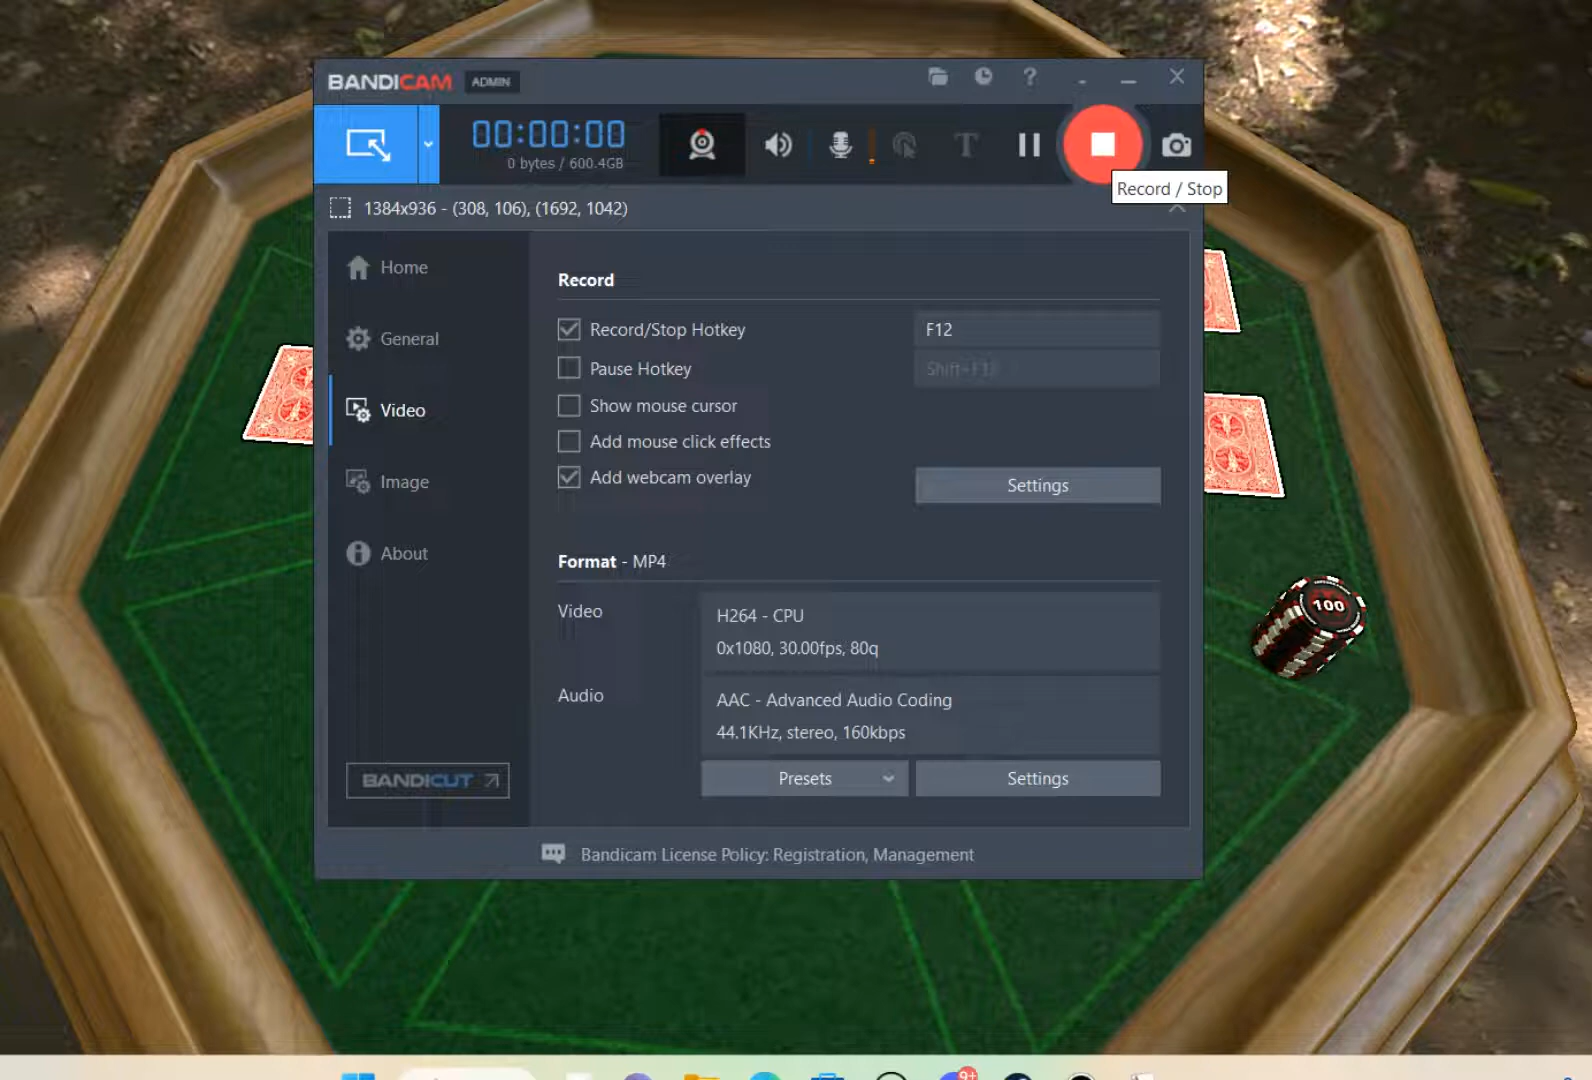 BANDICAM ADMIN
?
00:00:00
0 bytes / 600.4GB
T
Record / Stop
1384x936 - (308, 106), (1692, 1042)
Home
General
Video
Image
About
BANDICUT
Record
Record/Stop Hotkey F12
Pause Hotkey
Show mouse cursor
Add mouse click effects
Add webcam overlay Settings
Format - MP4
Video
H264 - CPU
0x1080, 30.00fps, 80q
Audio
AAC - Advanced Audio Coding
44.1KHz, stereo, 160kbps
Presets Settings
Bandicam License Policy: Registration, Management
100
9+